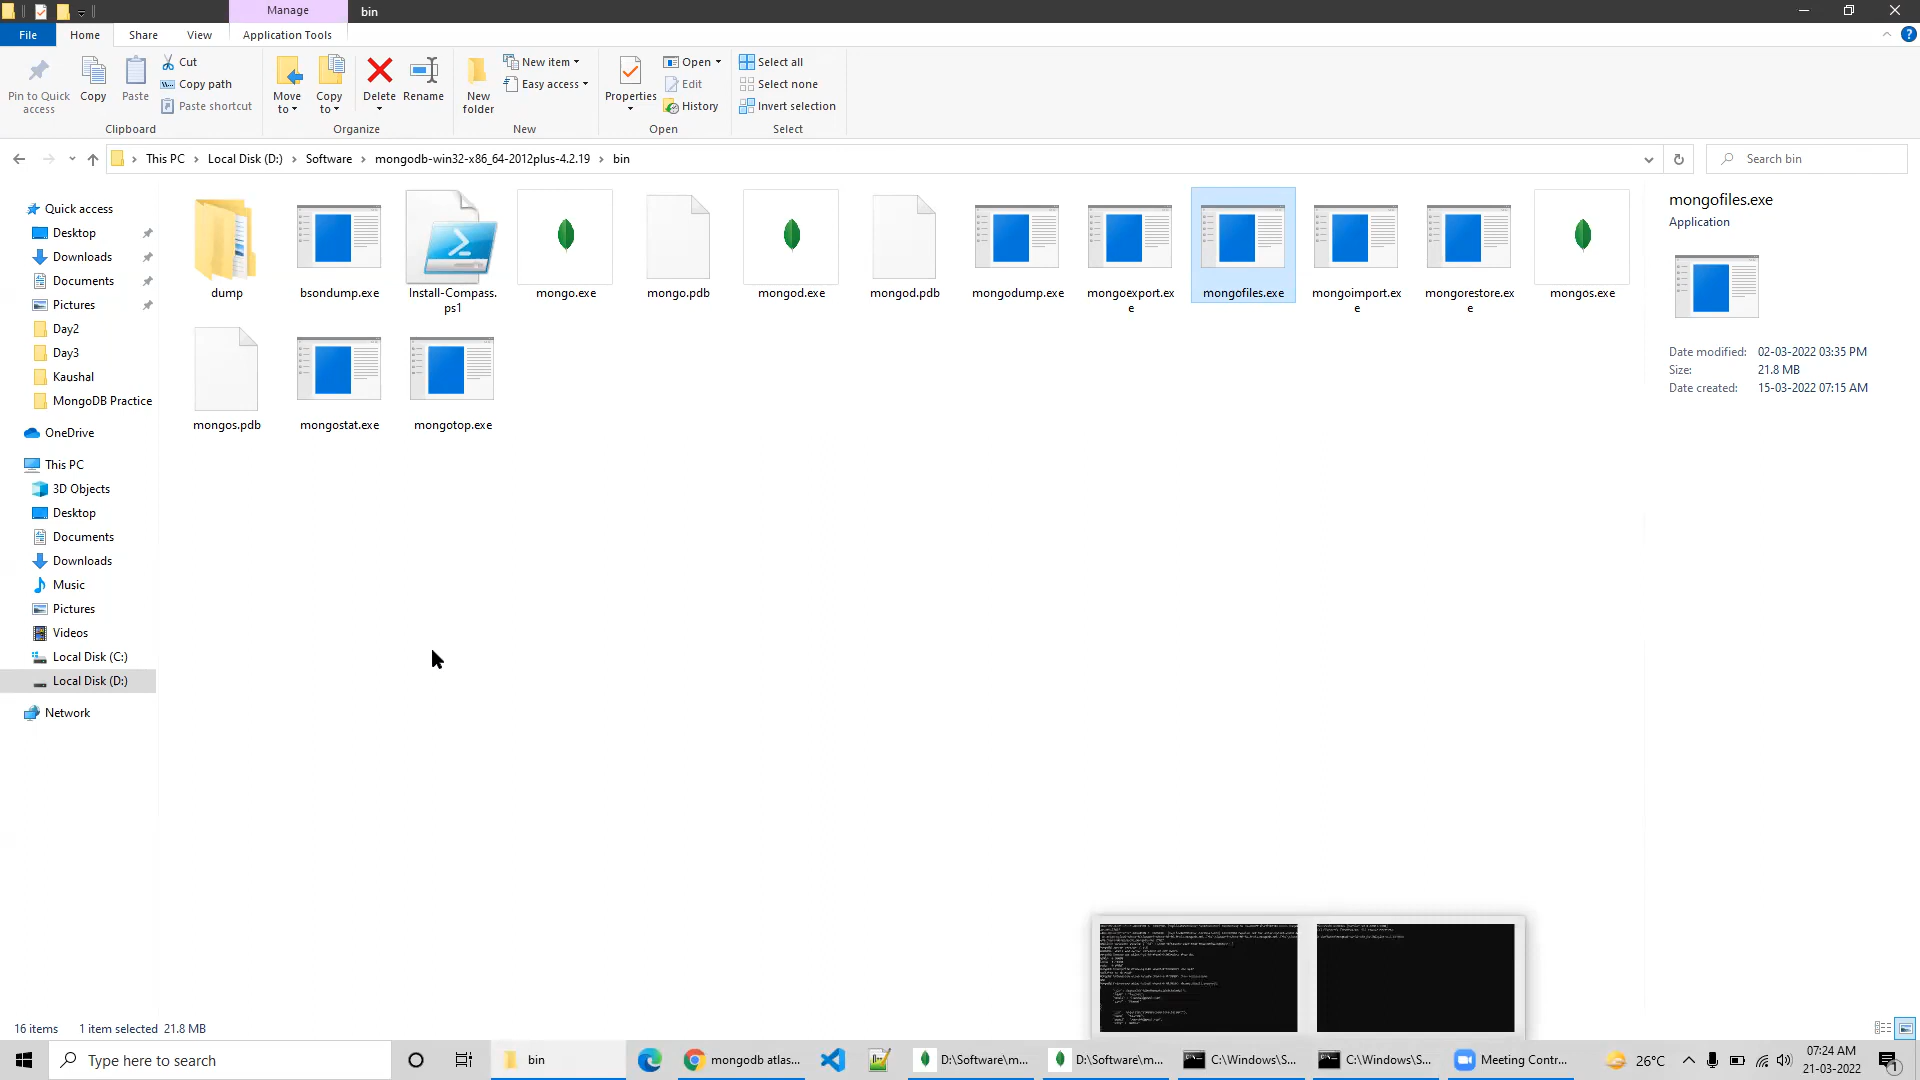 Manage
bin
File
Home
Share
View
Application Tools
Pin to Quick access
Copy
Paste
Cut
Copy path
Paste shortcut
Clipboard
Move to
Copy to
Delete
Rename
Organize
New folder
New item
Easy access
New
Properties
Open
Edit
History
Open
Select all
Select none
Invert selection
Select
This PC > Local Disk (D:) > Software > mongodb-win32-x86_64-2012plus-4.2.19 > bin
Search bin
Quick access
Desktop
Downloads
Documents
Pictures
Day2
Day3
Kaushal
MongoDB Practice
OneDrive
This PC
3D Objects
Desktop
Documents
Downloads
Music
Pictures
Videos
Local Disk (C:)
Local Disk (D:)
Network
dump
bsondump.exe
Install-Compass.ps1
mongo.exe
mongo.pdb
mongod.exe
mongod.pdb
mongodump.exe
mongoexport.exe
mongofiles.exe
mongoimport.exe
mongorestore.exe
mongos.exe
mongos.pdb
mongostat.exe
mongotop.exe
mongofiles.exe
Application
Date modified: 02-03-2022 03:35 PM
Size: 21.8 MB
Date created: 15-03-2022 07:15 AM
16 items 1 item selected 21.8 MB
Type here to search
bin
mongodb atlas...
D:\Software\m...
D:\Software\m...
C:\Windows\S...
C:\Windows\S...
Meeting Contr...
26°C
07:24 AM
21-03-2022
1